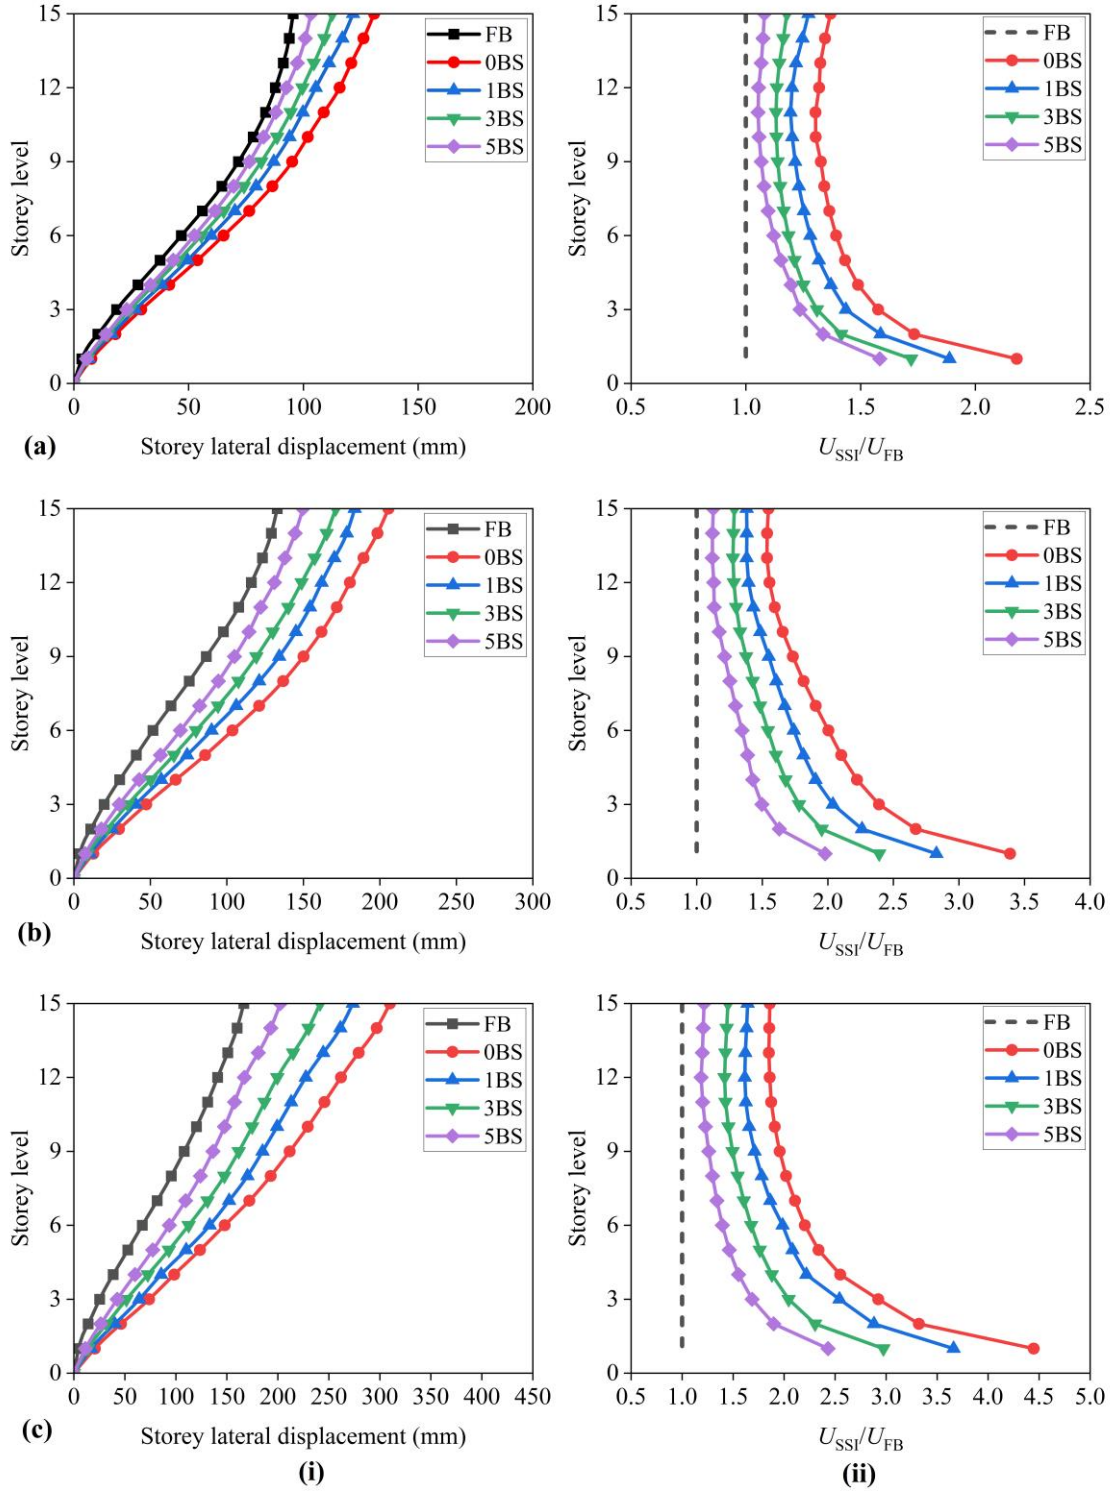 15
12
9
6
3
0
Storey level
0 50 100 150 200
Storey lateral displacement (mm)
FB
0BS
1BS
3BS
5BS
(a)
15
12
9
6
3
0
Storey level
0.5 1.0 1.5 2.0 2.5
U_SSI/U_FB
FB
0BS
1BS
3BS
5BS
15
12
9
6
3
0
Storey level
0 50 100 150 200 250 300
Storey lateral displacement (mm)
FB
0BS
1BS
3BS
5BS
(b)
15
12
9
6
3
0
Storey level
0.5 1.0 1.5 2.0 2.5 3.0 3.5 4.0
U_SSI/U_FB
FB
0BS
1BS
3BS
5BS
15
12
9
6
3
0
Storey level
0 50 100 150 200 250 300 350 400 450
Storey lateral displacement (mm)
FB
0BS
1BS
3BS
5BS
(c)
(i)
15
12
9
6
3
0
Storey level
0.5 1.0 1.5 2.0 2.5 3.0 3.5 4.0 4.5 5.0
U_SSI/U_FB
FB
0BS
1BS
3BS
5BS
(ii)